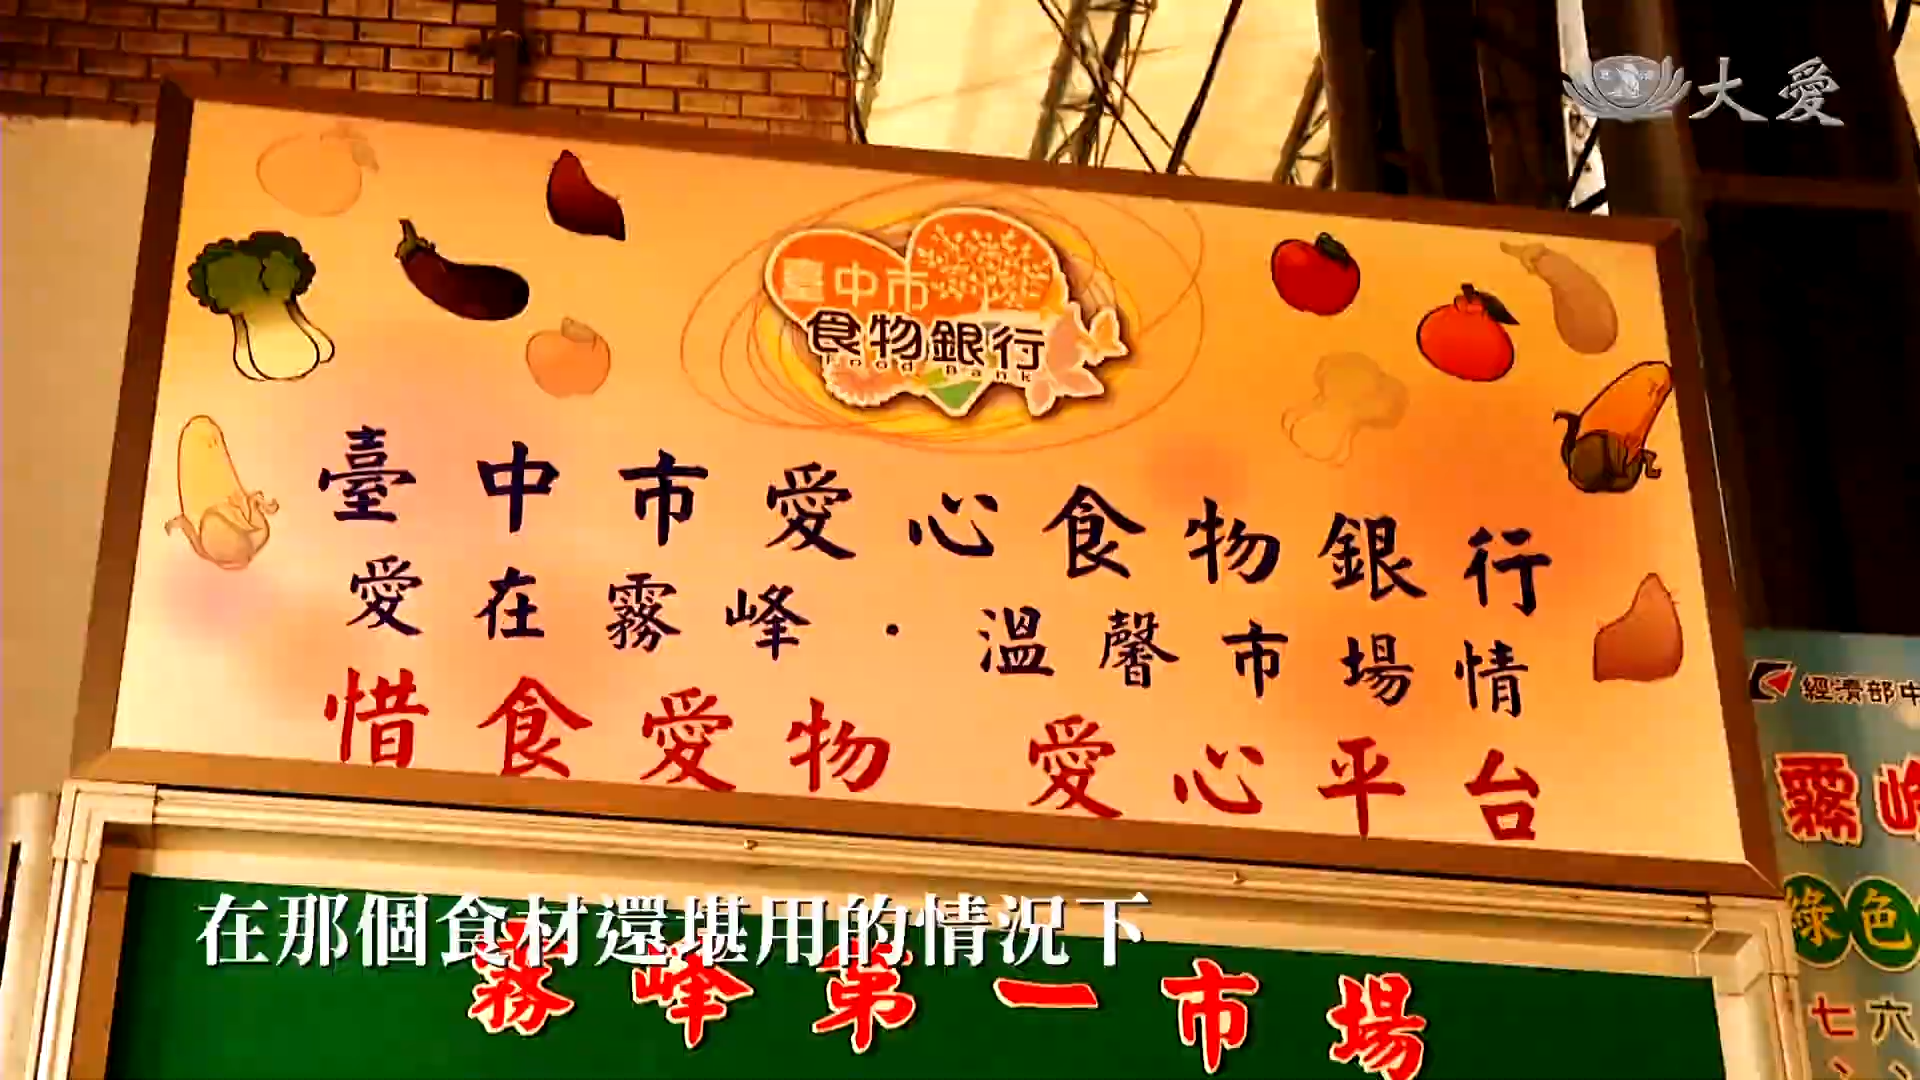 大愛
臺中市
食物銀行
Food Bank
臺中市愛心食物銀行
愛在霧峰・溫馨市場情
惜食愛物 愛心平台
在那個食材還堪用的情況下
霧峰第一市場
經濟部中
霧峰
綠色
七、六、